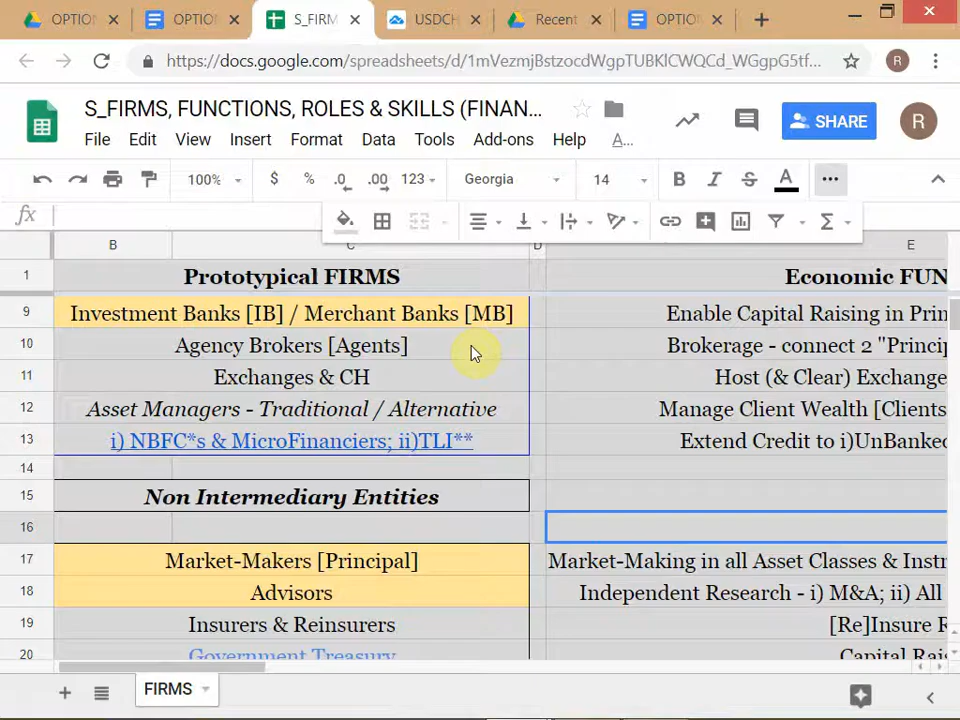 OPTIO
OPTIO
S_FIRM
USDCH
Recent
OPTIO
https://docs.google.com/spreadsheets/d/1mVezmjBstzocdWgpTUBKlCWQCd_WGgpG5tf...
R
S_FIRMS, FUNCTIONS, ROLES & SKILLS (FINAN...
SHARE
R
File Edit View Insert Format Data Tools Add-ons Help A...
100% $ % .0 .00 123 Georgia 14 B I S A ...
fx
B C D E
1 Prototypical FIRMS Economic FUN
9 Investment Banks [IB] / Merchant Banks [MB] Enable Capital Raising in Prin
10 Agency Brokers [Agents] Brokerage - connect 2 "Princip
11 Exchanges & CH Host (& Clear) Exchange
12 Asset Managers - Traditional / Alternative Manage Client Wealth [Clients
13 i) NBFC*s & MicroFinanciers; ii)TLI** Extend Credit to i)UnBanked
14
15 Non Intermediary Entities
16
17 Market-Makers [Principal] Market-Making in all Asset Classes & Instr
18 Advisors Independent Research - i) M&A; ii) All
19 Insurers & Reinsurers [Re]Insure R
20 Government Treasury Capital Rais
FIRMS